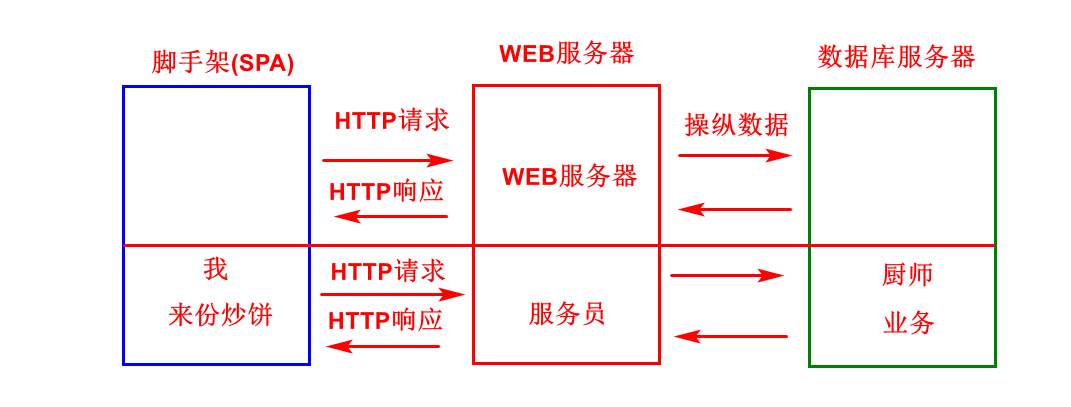 脚手架(SPA)
WEB服务器
数据库服务器
HTTP请求
操纵数据
WEB服务器
HTTP响应
我
HTTP请求
厨师
来份炒饼
HTTP响应
服务员
业务